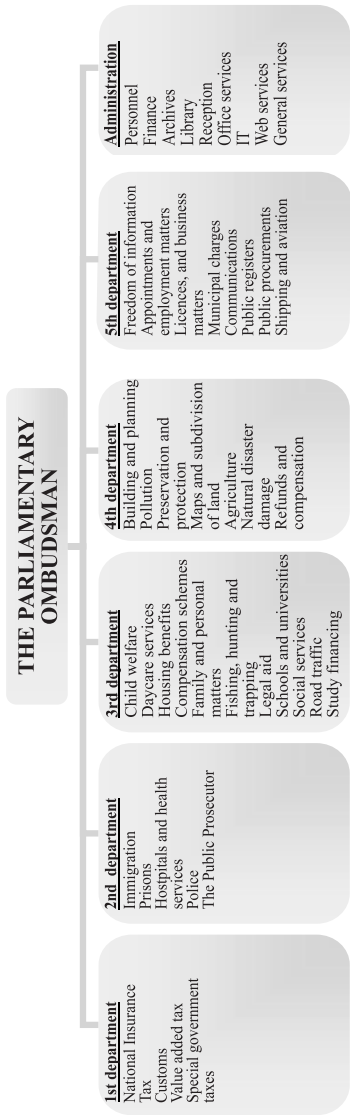 THE PARLIAMENTARY
OMBUDSMAN
1st department
National Insurance
Tax
Customs
Value added tax
Special government
taxes
2nd department
Immigration
Prisons
Hostpitals and health
services
Police
The Public Prosecutor
3rd department
Child welfare
Daycare services
Housing benefits
Compensation schemes
Family and personal
matters
Fishing, hunting and
trapping
Legal aid
Schools and universities
Social services
Road traffic
Study financing
4th department
Building and planning
Pollution
Preservation and
protection
Maps and subdivision
of land
Agriculture
Natural disaster
damage
Refunds and
compensation
5th department
Freedom of information
Appointments and
employment matters
Licences, and business
matters
Municipal charges
Communications
Public registers
Public procurements
Shipping and aviation
Administration
Personnel
Finance
Archives
Library
Reception
Office services
IT
Web services
General services